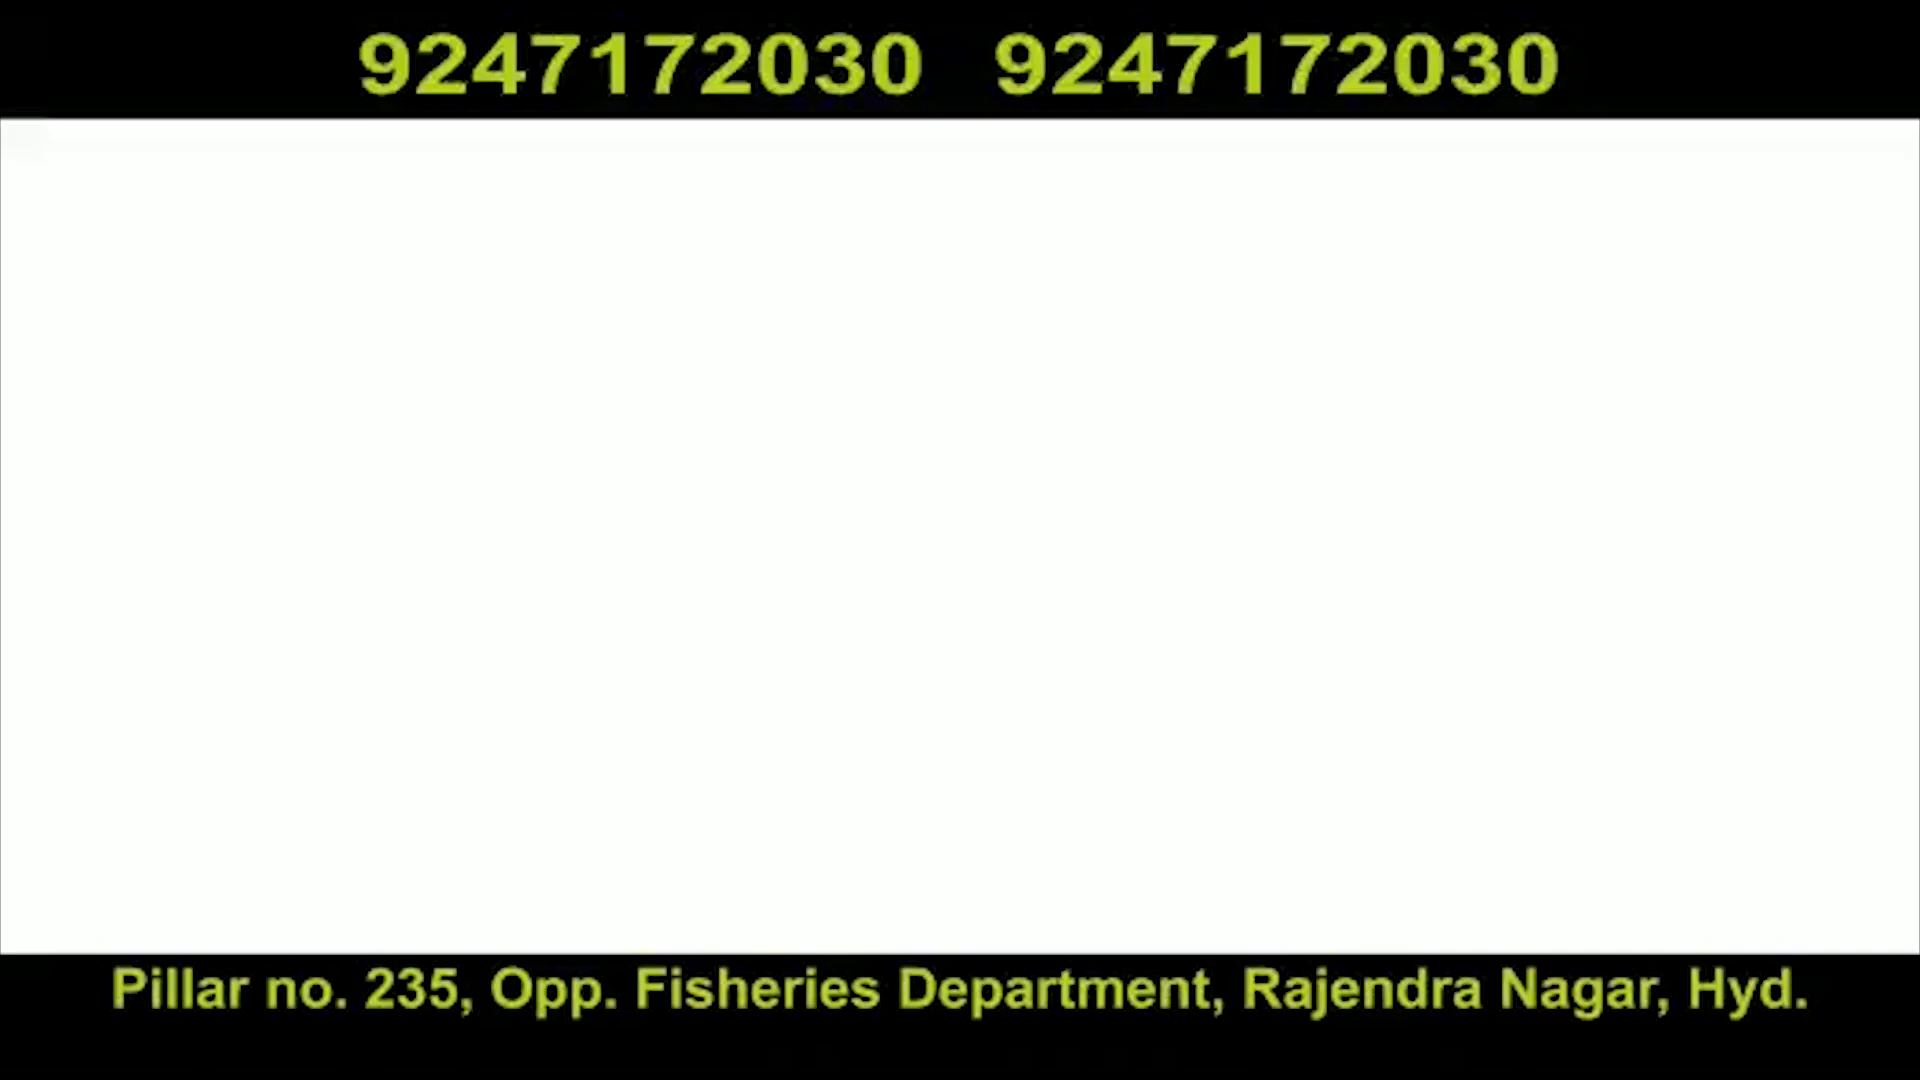 9247172030 9247172030
Pillar no. 235, Opp. Fisheries Department, Rajendra Nagar, Hyd.